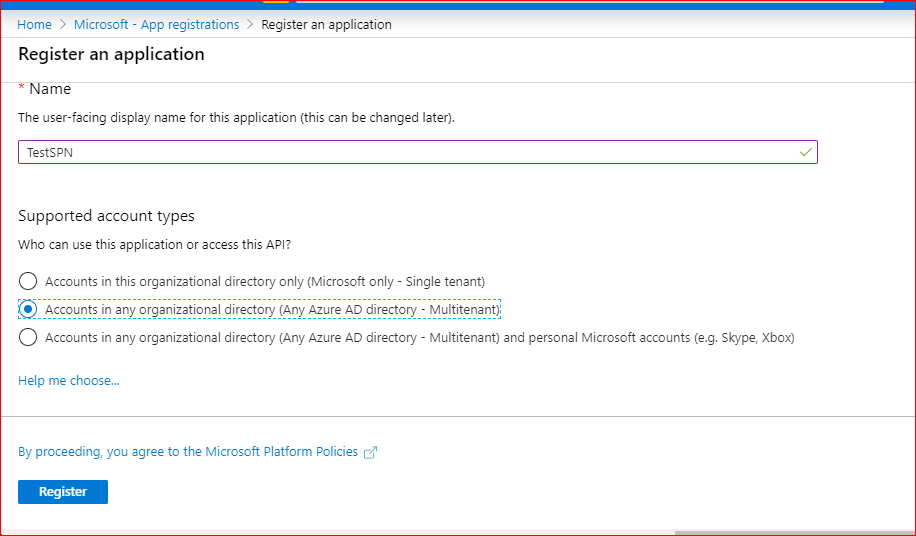 Home > Microsoft - App registrations > Register an application
Register an application
* Name
The user-facing display name for this application (this can be changed later).
TestSPN
Supported account types
Who can use this application or access this API?
Accounts in this organizational directory only (Microsoft only - Single tenant)
Accounts in any organizational directory (Any Azure AD directory - Multitenant)
Accounts in any organizational directory (Any Azure AD directory - Multitenant) and personal Microsoft accounts (e.g. Skype, Xbox)
Help me choose...
By proceeding, you agree to the Microsoft Platform Policies
Register